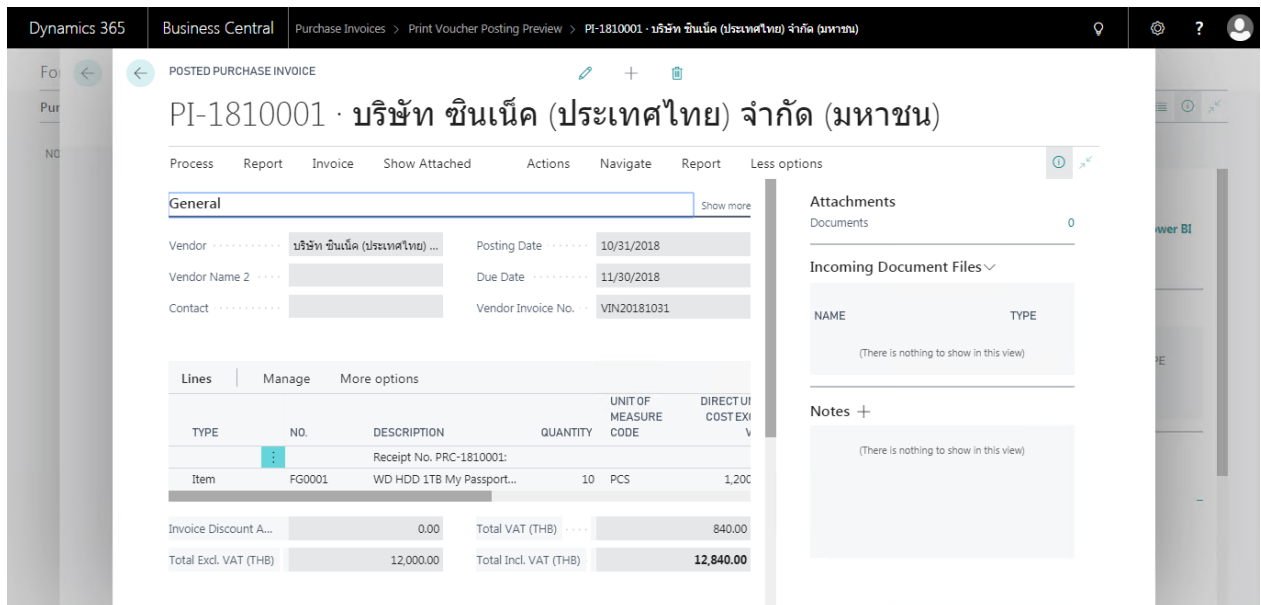 Dynamics 365 Business Central Purchase Invoices > Print Voucher Posting Preview > PI-1810001 · บริษัท ซินเน็ค (ประเทศไทย) จำกัด (มหาชน) ?
POSTED PURCHASE INVOICE
PI-1810001 · บริษัท ซินเน็ค (ประเทศไทย) จำกัด (มหาชน)
Process Report Invoice Show Attached Actions Navigate Report Less options
General Show more
Vendor บริษัท ซินเน็ค (ประเทศไทย) ... Posting Date 10/31/2018
Vendor Name 2 Due Date 11/30/2018
Contact Vendor Invoice No. VIN20181031
Lines Manage More options
TYPE NO. DESCRIPTION QUANTITY UNIT OF MEASURE CODE DIRECT COST
Receipt No. PRC-1810001:
Item FG0001 WD HDD 1TB My Passport... 10 PCS 1,200
Invoice Discount A... 0.00 Total VAT (THB) 840.00
Total Excl. VAT (THB) 12,000.00 Total Incl. VAT (THB) 12,840.00
Attachments
Documents 0
Incoming Document Files
NAME TYPE
(There is nothing to show in this view)
Notes +
(There is nothing to show in this view)
BI